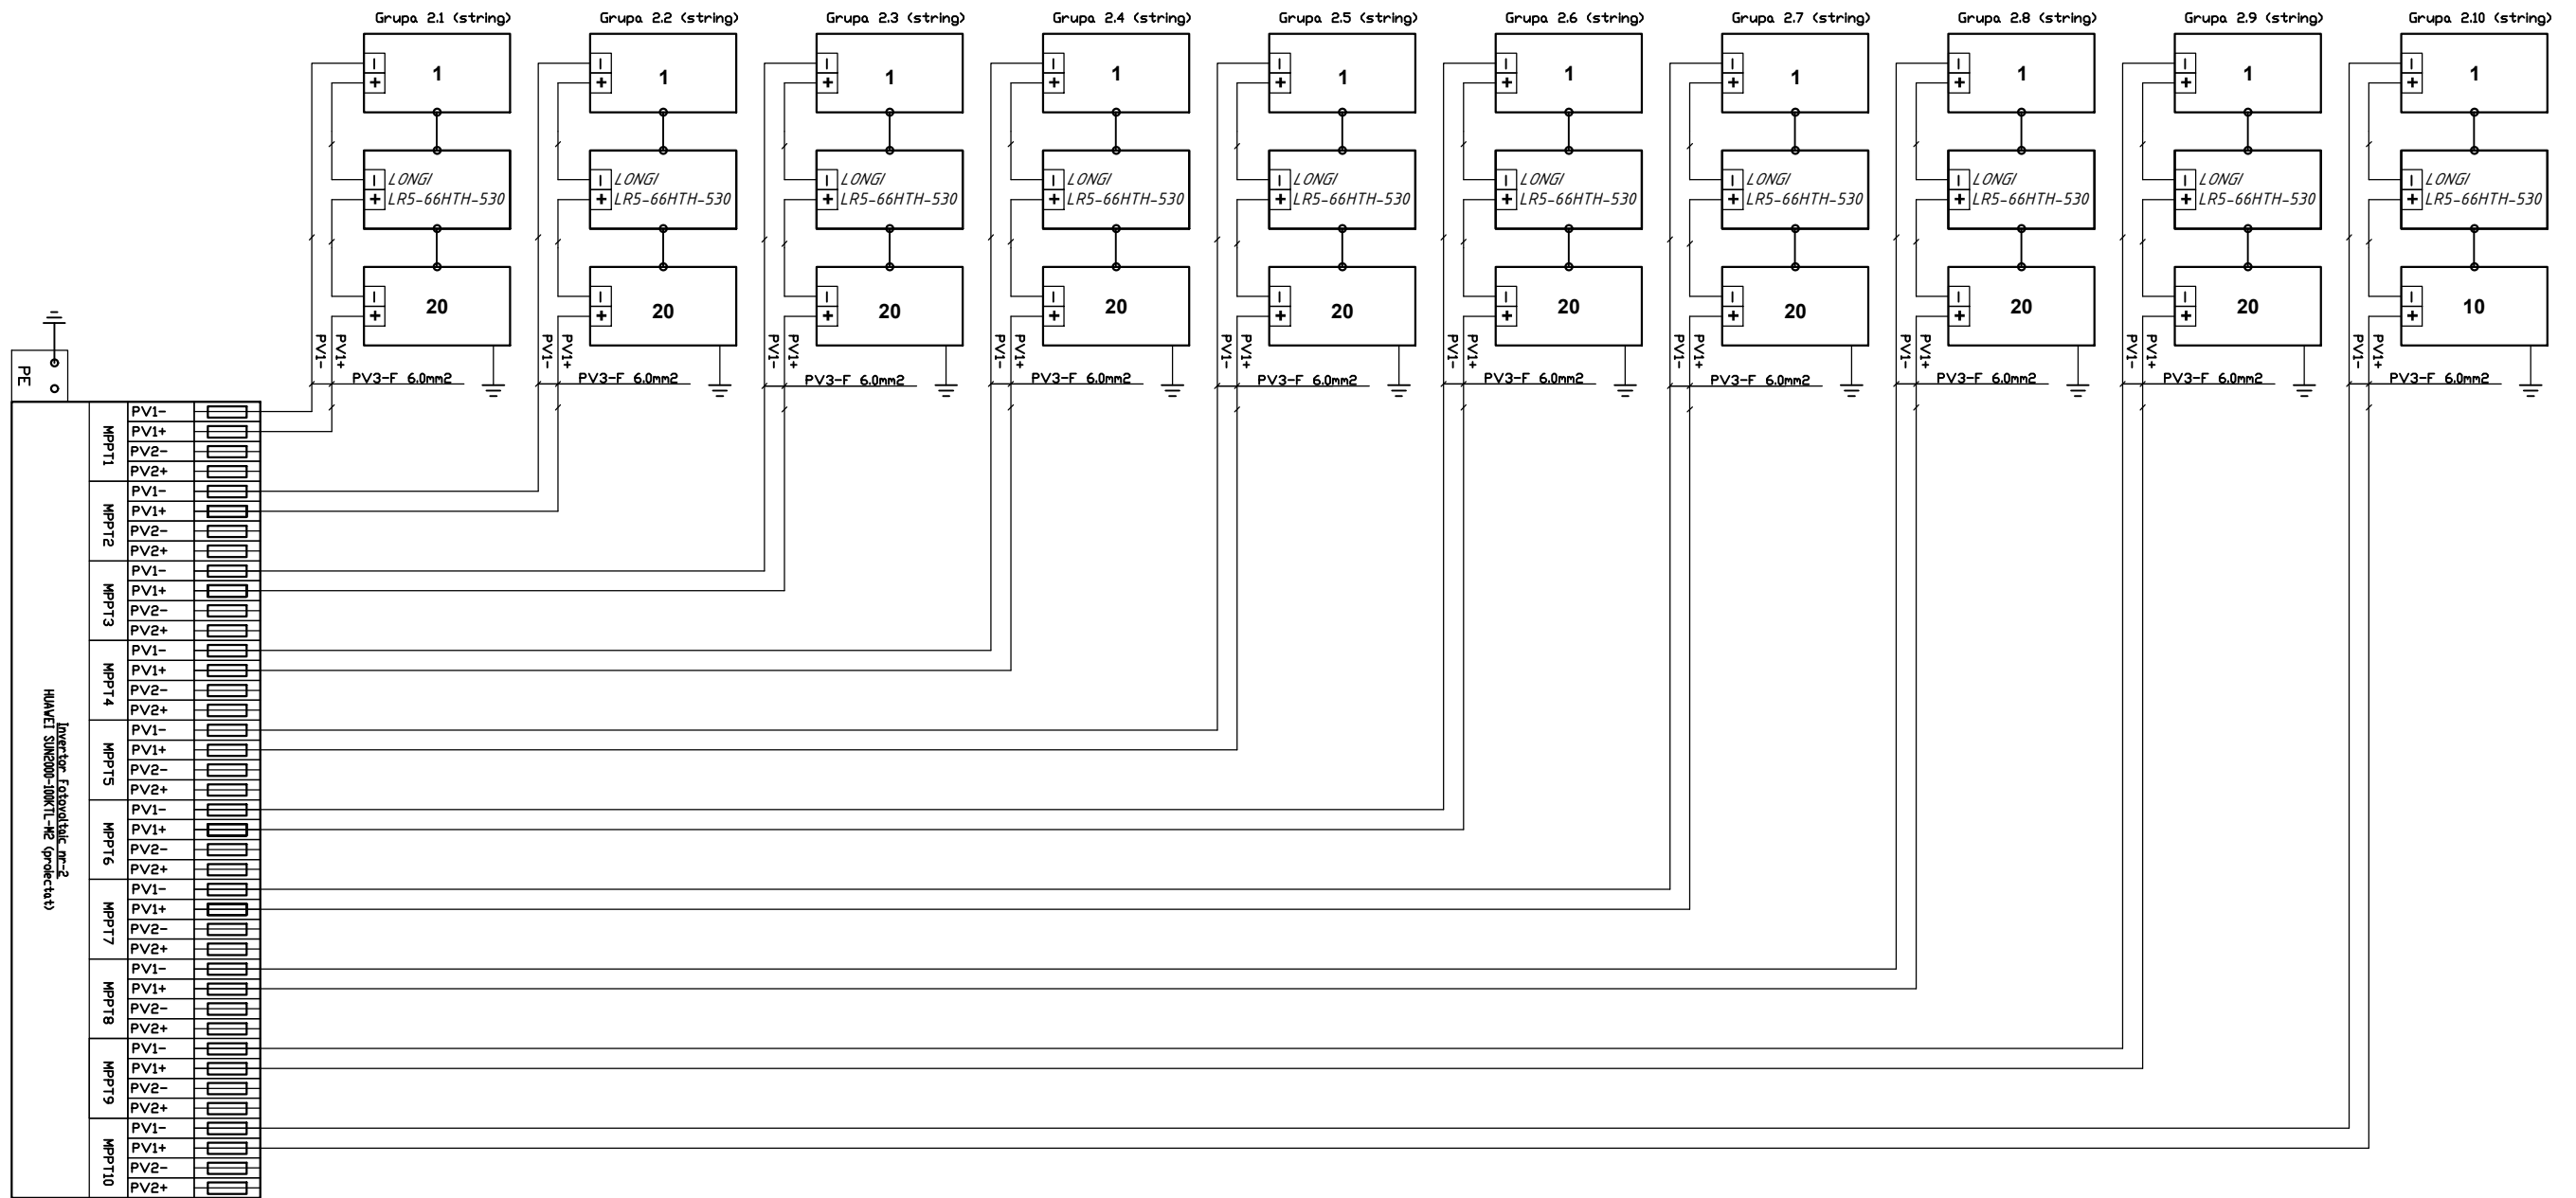 Grupa 2.1 (string)
Grupa 2.2 (string)
Grupa 2.3 (string)
Grupa 2.4 (string)
Grupa 2.5 (string)
Grupa 2.6 (string)
Grupa 2.7 (string)
Grupa 2.8 (string)
Grupa 2.9 (string)
Grupa 2.10 (string)
- + 1
- + 1
- + 1
- + 1
- + 1
- + 1
- + 1
- + 1
- + 1
- + 1
- LONGI
+ LR5-66HTH-530
- LONGI
+ LR5-66HTH-530
- LONGI
+ LR5-66HTH-530
- LONGI
+ LR5-66HTH-530
- LONGI
+ LR5-66HTH-530
- LONGI
+ LR5-66HTH-530
- LONGI
+ LR5-66HTH-530
- LONGI
+ LR5-66HTH-530
- LONGI
+ LR5-66HTH-530
- LONGI
+ LR5-66HTH-530
- + 20
- + 20
- + 20
- + 20
- + 20
- + 20
- + 20
- + 20
- + 20
- + 10
PV1-
PV1+
PV1-
PV1+
PV1-
PV1+
PV1-
PV1+
PV1-
PV1+
PV1-
PV1+
PV1-
PV1+
PV1-
PV1+
PV1-
PV1+
PV1-
PV1+
PV3-F 6.0mm2
PV3-F 6.0mm2
PV3-F 6.0mm2
PV3-F 6.0mm2
PV3-F 6.0mm2
PV3-F 6.0mm2
PV3-F 6.0mm2
PV3-F 6.0mm2
PV3-F 6.0mm2
PV3-F 6.0mm2
PE
Invertor Fotovoltaic nr-2
HUAWEI SUN2000-100KTL-M2 (proiectat)
MPPT1
PV1-
PV1+
PV2-
PV2+
MPPT2
PV1-
PV1+
PV2-
PV2+
MPPT3
PV1-
PV1+
PV2-
PV2+
MPPT4
PV1-
PV1+
PV2-
PV2+
MPPT5
PV1-
PV1+
PV2-
PV2+
MPPT6
PV1-
PV1+
PV2-
PV2+
MPPT7
PV1-
PV1+
PV2-
PV2+
MPPT8
PV1-
PV1+
PV2-
PV2+
MPPT9
PV1-
PV1+
PV2-
PV2+
MPPT10
PV1-
PV1+
PV2-
PV2+